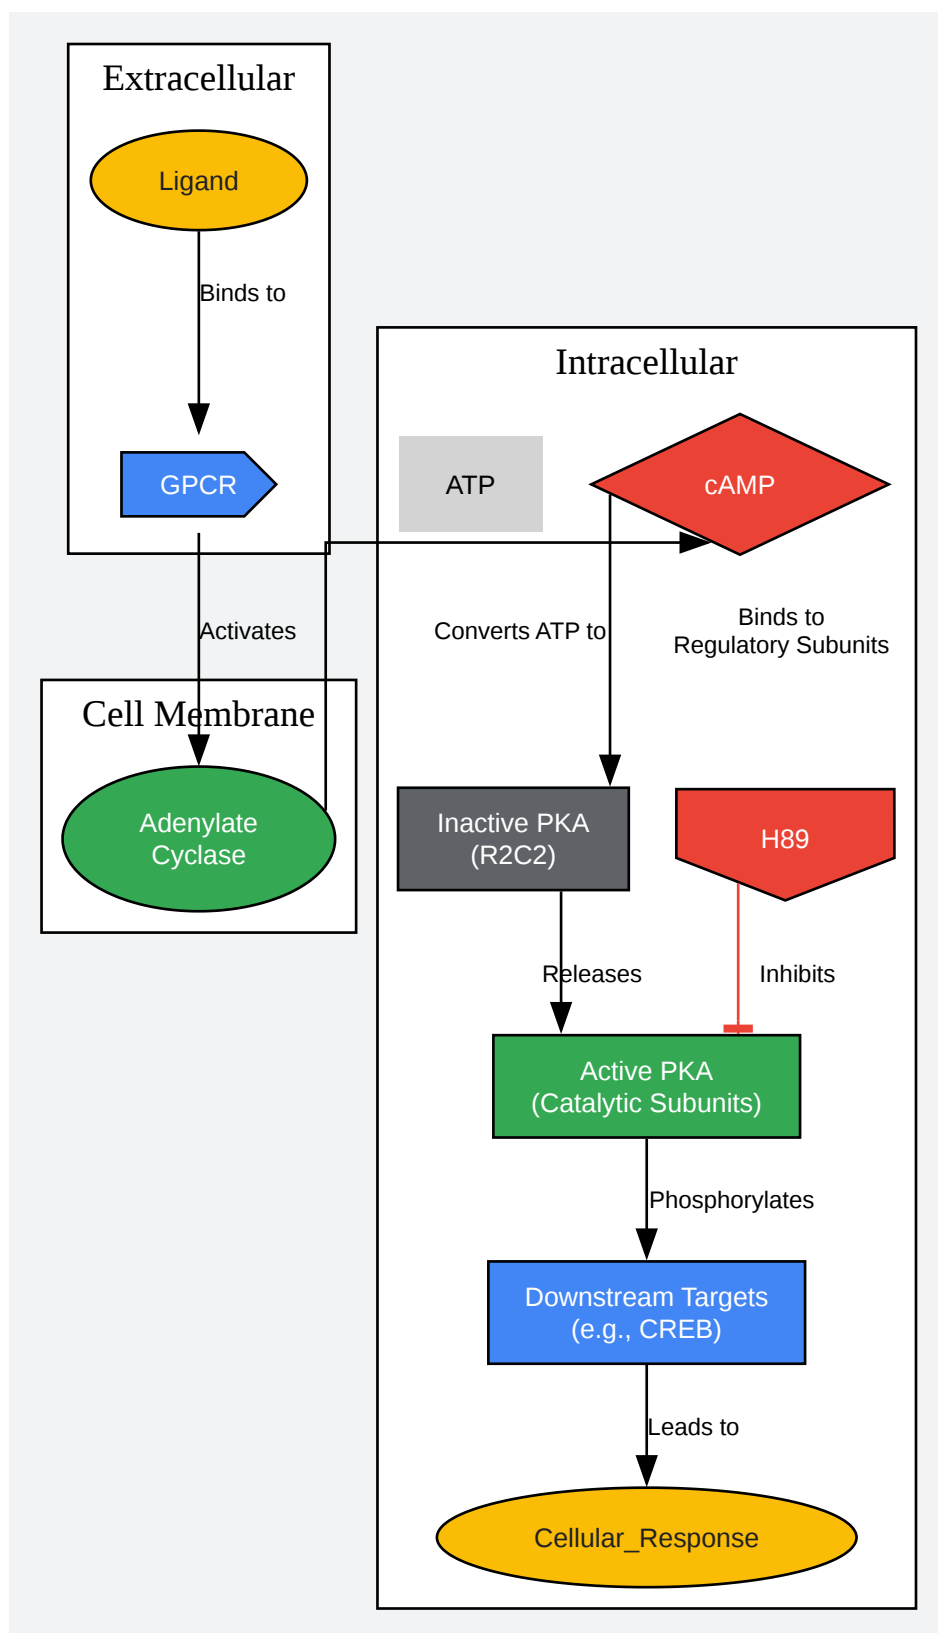 Extracellular
Ligand
Binds to
GPCR
Activates
Cell Membrane
Adenylate
Cyclase
Intracellular
ATP
cAMP
Converts ATP to
Binds to
Regulatory Subunits
Inactive PKA
(R2C2)
H89
Releases
Inhibits
Active PKA
(Catalytic Subunits)
Phosphorylates
Downstream Targets
(e.g., CREB)
Leads to
Cellular_Response